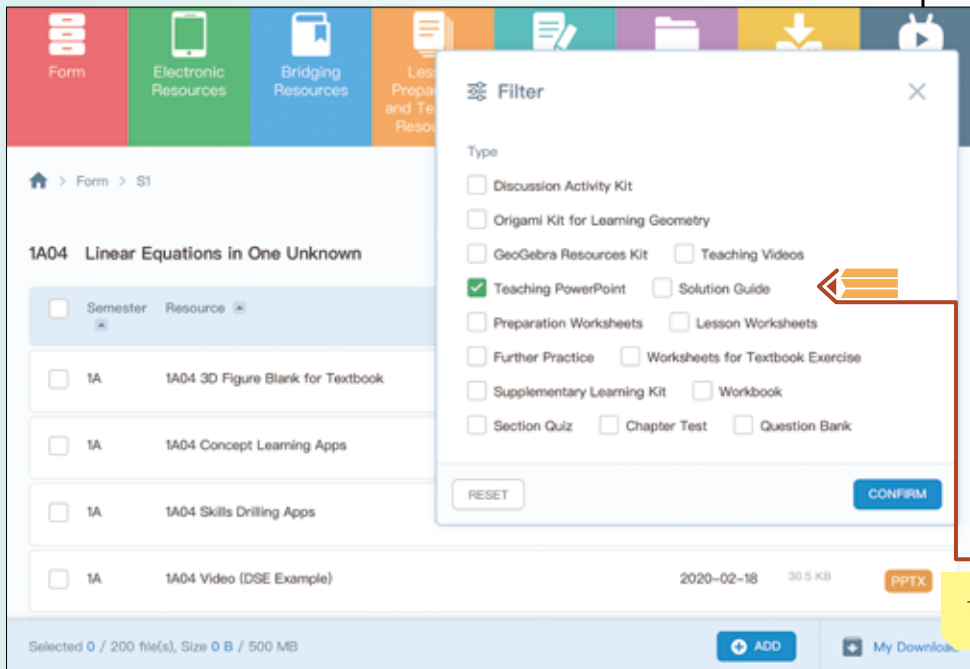 Form
Electronic
Resources
Bridging
Resources
Filter
Form > S1
Type
Discussion Activity Kit
Origami Kit for Learning Geometry
1A04 Linear Equations in One Unknown
GeoGebra Resources Kit Teaching Videos
Teaching PowerPoint Solution Guide
Semester Resource
Preparation Worksheets Lesson Worksheets
Further Practice Worksheets for Textbook Exercise
1A 1A04 3D Figure Blank for Textbook
Supplementary Learning Kit Workbook
Section Quiz Chapter Test Question Bank
1A 1A04 Concept Learning Apps
RESET CONFIRM
1A 1A04 Skills Drilling Apps
1A 1A04 Video (DSE Example) 2020-02-18 30.5 KB PPTX
Selected 0 / 200 file(s), Size 0 B / 500 MB ADD My